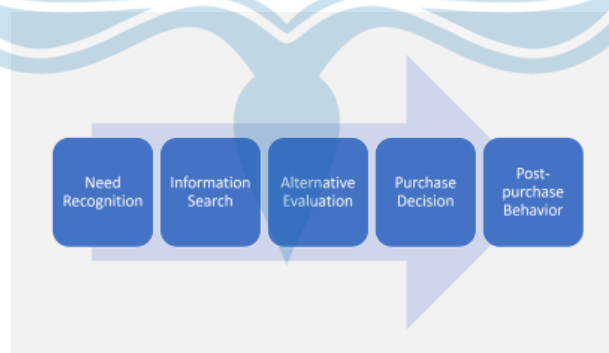 Need
Recognition
Information
Search
Alternative
Evaluation
Purchase
Decision
Post-
purchase
Behavior